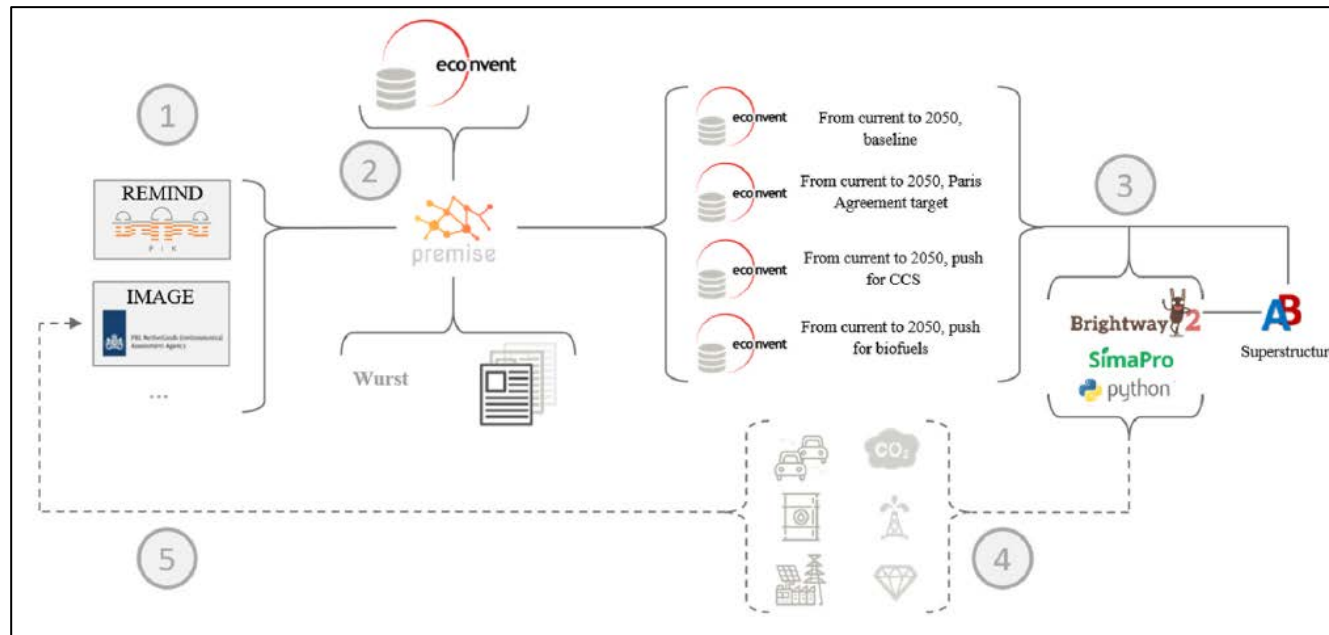 ecoinvent
1
2
REMIND
P I K
IMAGE
PBL Netherlands Environmental
Assessment Agency
...
premise
Wurst
ecoinvent
From current to 2050,
baseline
ecoinvent
From current to 2050, Paris
Agreement target
ecoinvent
From current to 2050, push
for CCS
ecoinvent
From current to 2050, push
for biofuels
3
Brightway2
SimaPro
python
AB
Superstructur
CO2
4
5